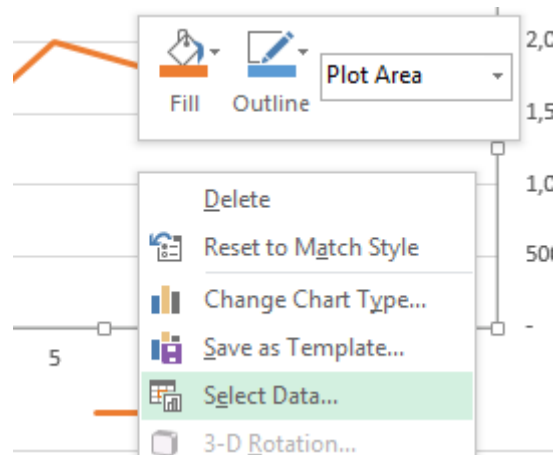 2,0
Plot Area
Fill Outline
1,5
Delete
1,0
Reset to Match Style
500
Change Chart Type...
-
Save as Template...
5
Select Data...
3-D Rotation...